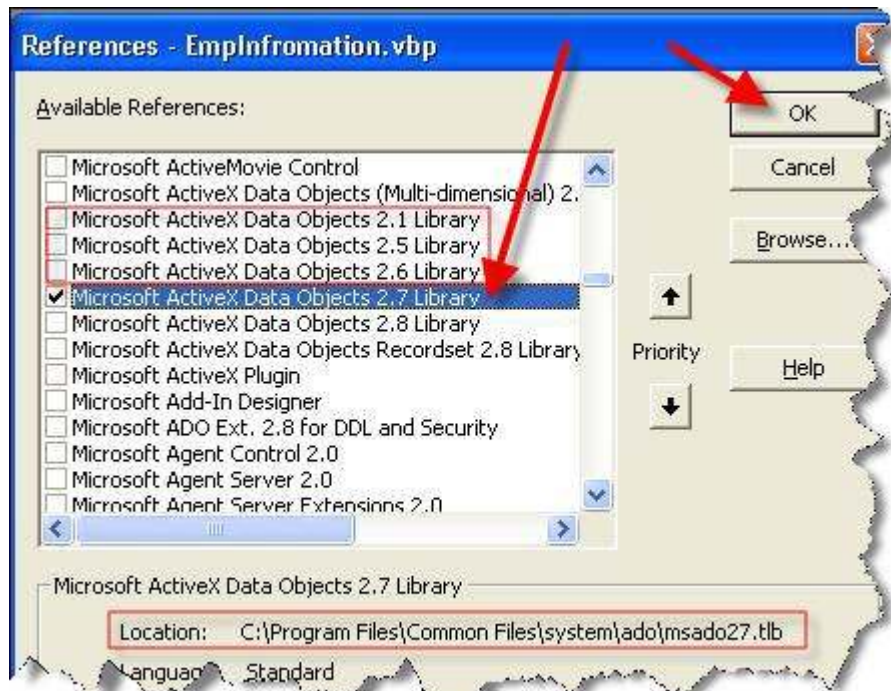 References - EmpInfromation.vbp
Available References:
OK
Microsoft ActiveMovie Control
Cancel
Microsoft ActiveX Data Objects (Multi-dimensional) 2.
Microsoft ActiveX Data Objects 2.1 Library
Microsoft ActiveX Data Objects 2.5 Library
Browse...
Microsoft ActiveX Data Objects 2.6 Library
Microsoft ActiveX Data Objects 2.7 Library
Microsoft ActiveX Data Objects 2.8 Library
Microsoft ActiveX Data Objects Recordset 2.8 Library
Priority
Microsoft ActiveX Plugin
Help
Microsoft Add-In Designer
Microsoft ADO Ext. 2.8 for DDL and Security
Microsoft Agent Control 2.0
Microsoft Agent Server 2.0
Microsoft Agent Server Extensions 2.0
Microsoft ActiveX Data Objects 2.7 Library
Location: C:\Program Files\Common Files\system\ado\msado27.tlb
Language Standard